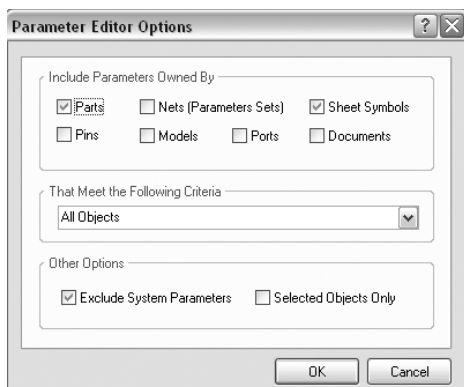 Parameter Editor Options
Include Parameters Owned By
Parts Nets (Parameters Sets) Sheet Symbols
Pins Models Ports Documents
That Meet the Following Criteria
All Objects
Other Options
Exclude System Parameters Selected Objects Only
OK Cancel